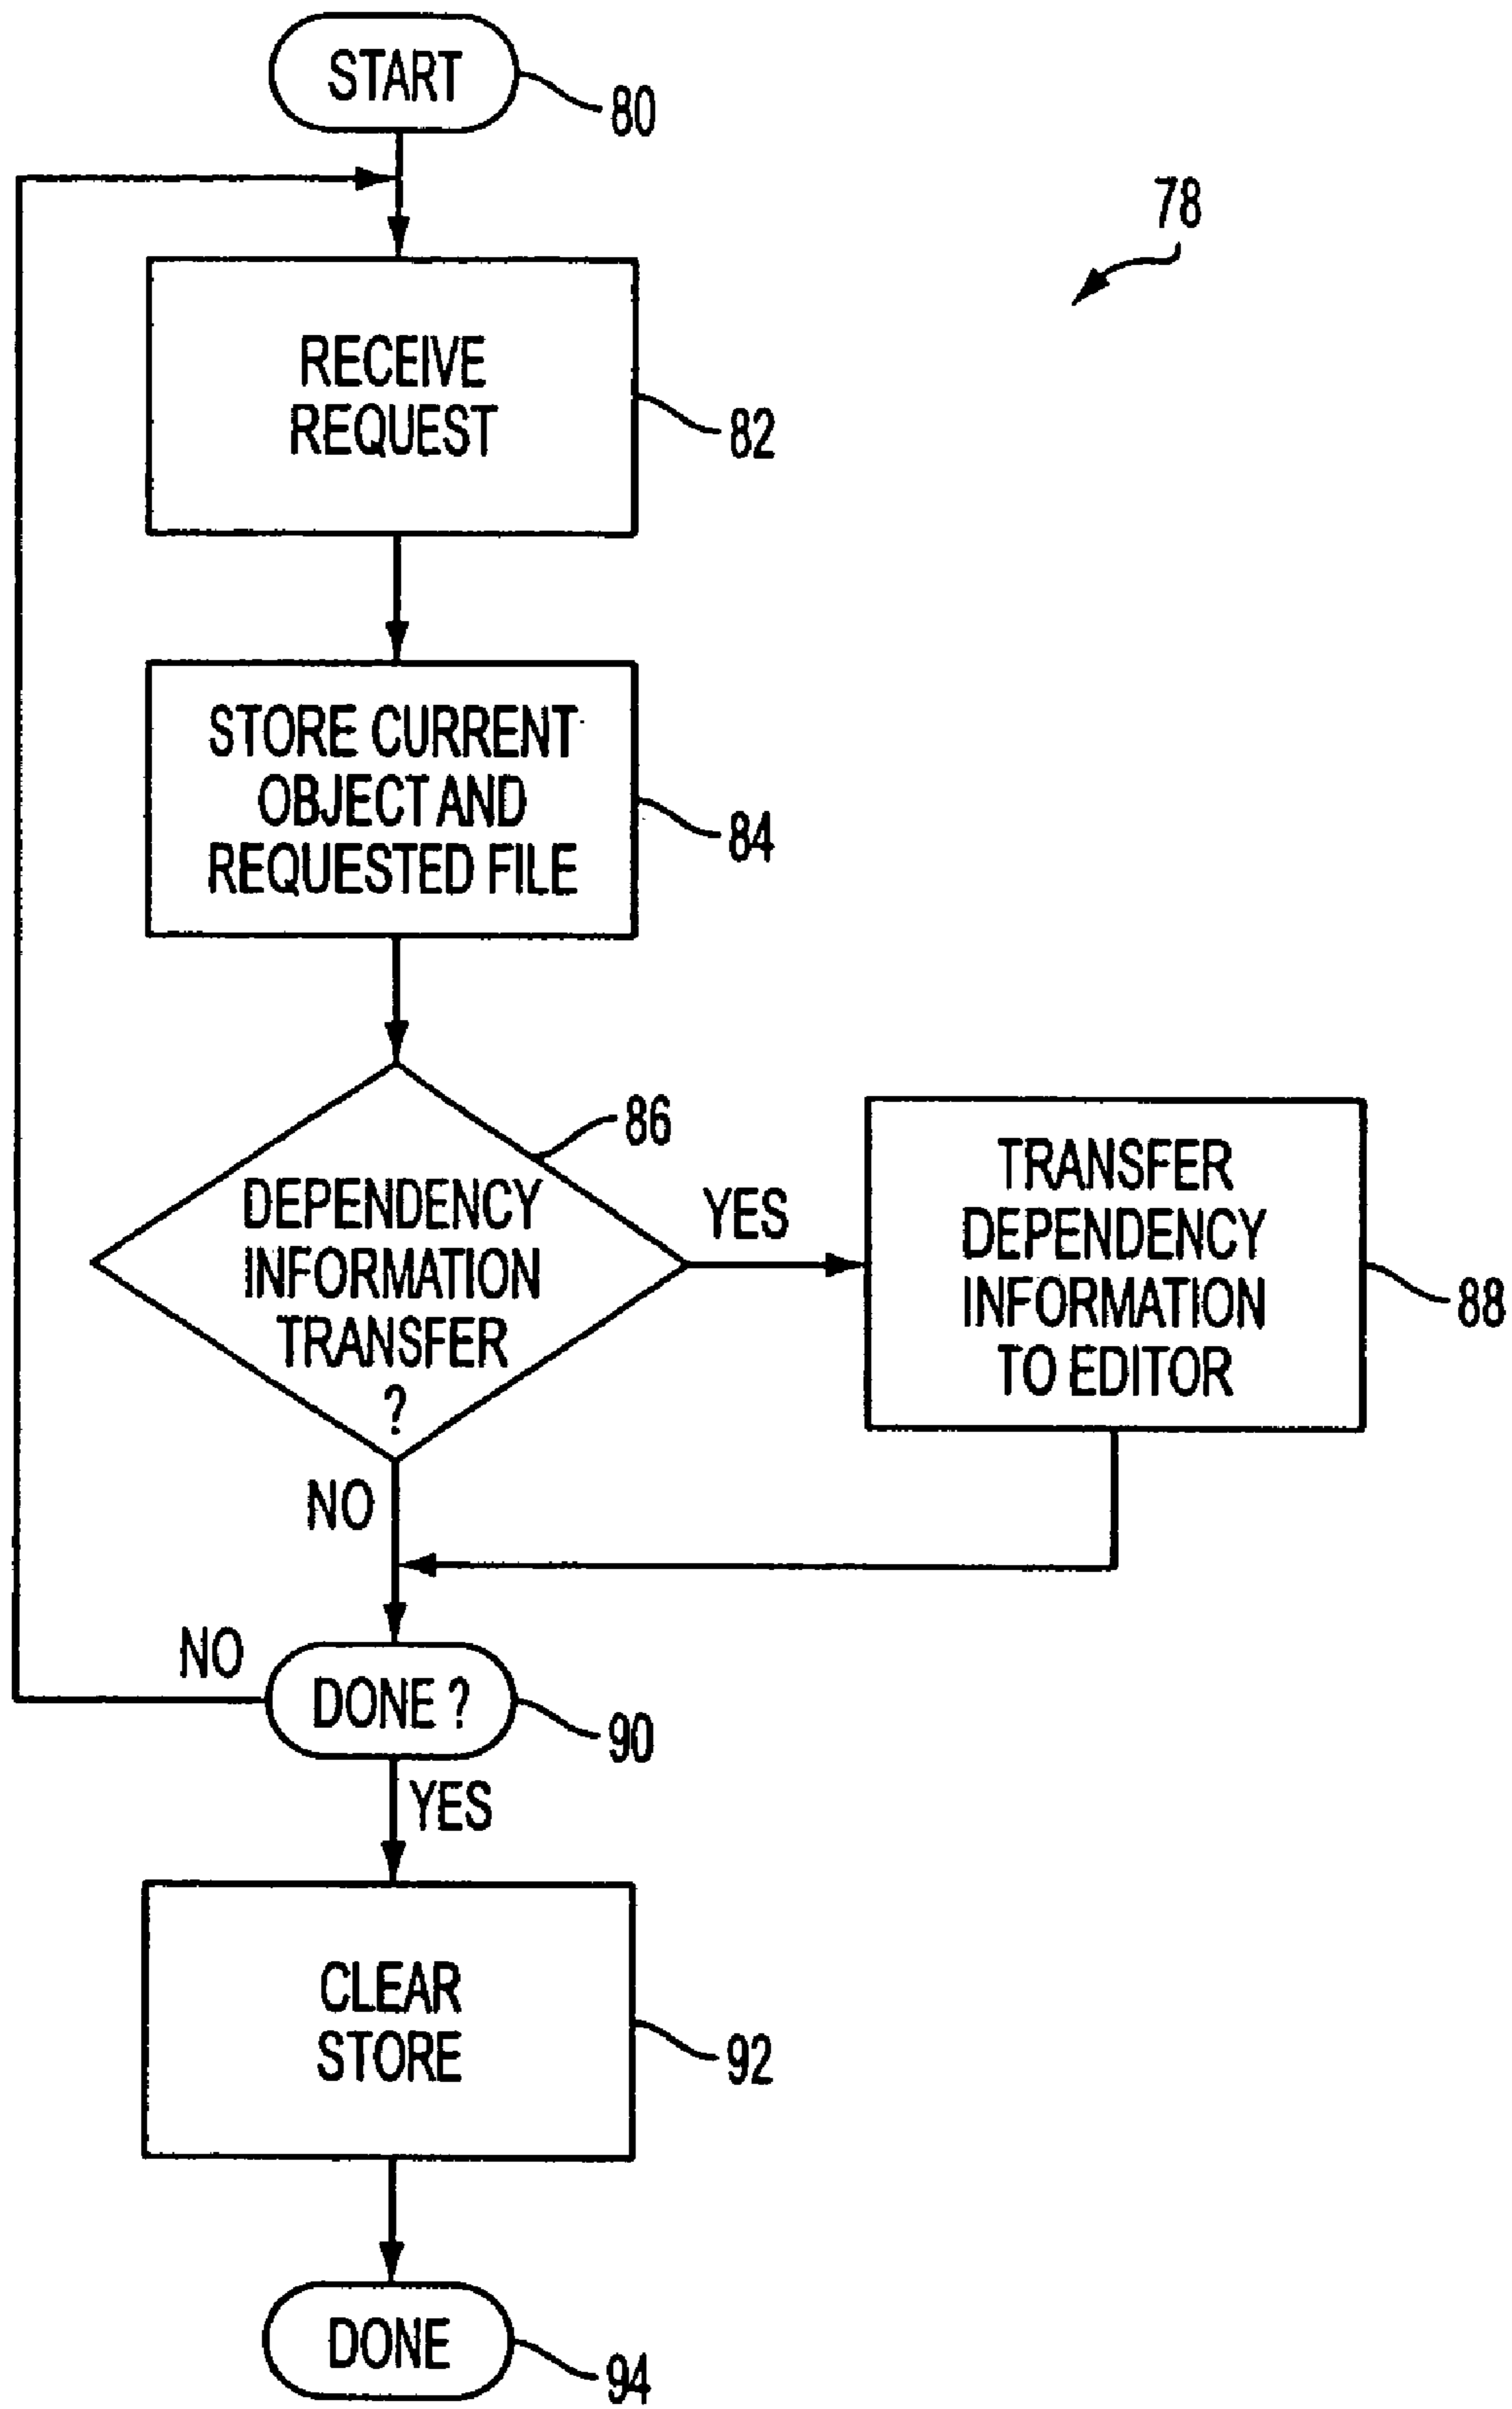 START
80
78
RECEIVE
REQUEST
82
STORE CURRENT
OBJECT AND
REQUESTED FILE
84
86
DEPENDENCY
INFORMATION
TRANSFER
?
YES
TRANSFER
DEPENDENCY
INFORMATION
TO EDITOR
88
NO
NO
DONE ?
90
YES
CLEAR
STORE
92
DONE
94